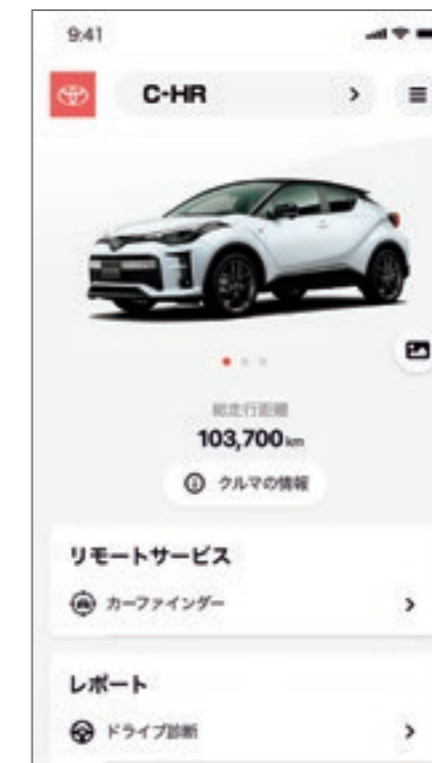 9:41
C-HR
総走行距離
103,700 km
クルマの情報
リモートサービス
カーファインダー
レポート
ドライブ診断